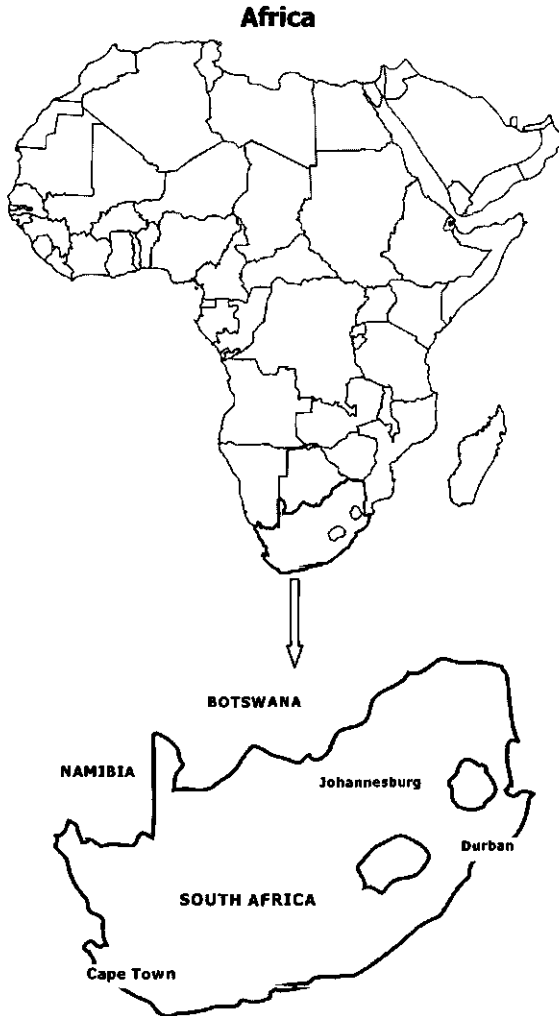 Africa
BOTSWANA
NAMIBIA
Johannesburg
Durban
SOUTH AFRICA
Cape Town